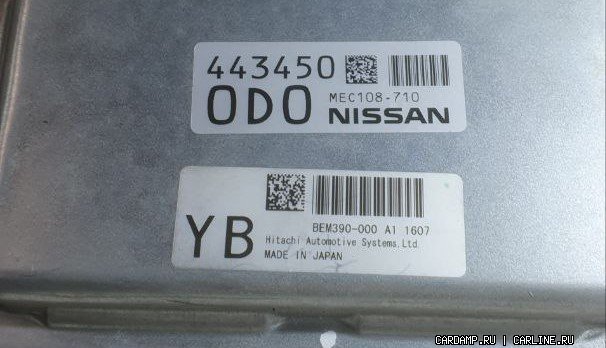 443450
0D0 MEC108-710
NISSAN
YB
BEM390-000 A1 1607
Hitachi Automotive Systems,Ltd.
MADE IN JAPAN
CARDAMP.RU | CARLINE.RU